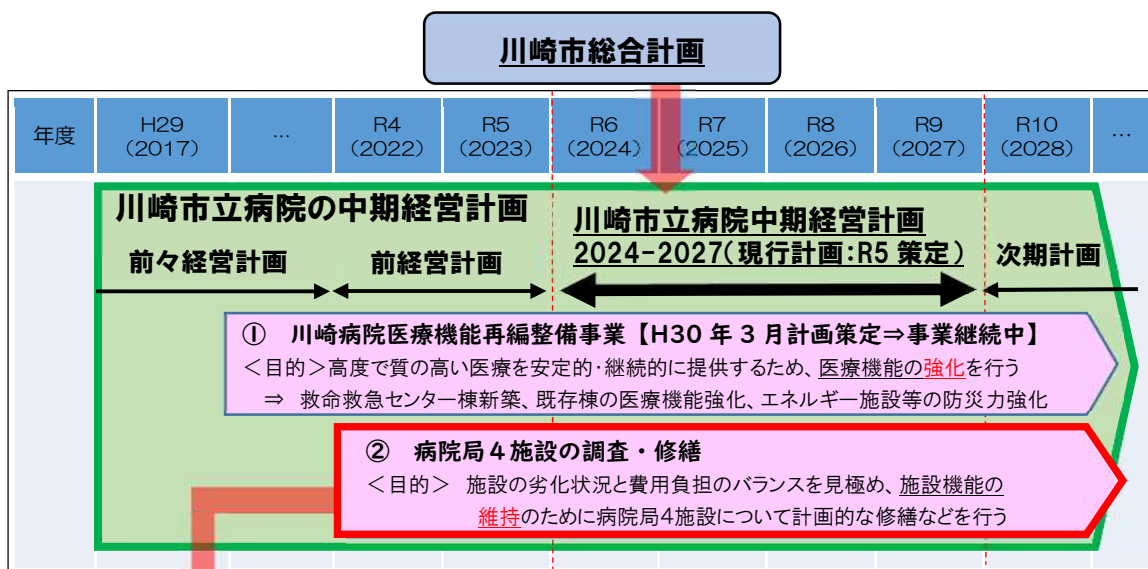 川崎市総合計画
年度 H29 … R4 R5 R6 R7 R8 R9 R10 …
(2017) (2022) (2023) (2024) (2025) (2026) (2027) (2028)
川崎市立病院の中期経営計画
川崎市立病院中期経営計画
2024-2027(現行計画:R5 策定)
前々経営計画 前経営計画 次期計画
① 川崎病院医療機能再編整備事業【H30 年 3 月計画策定⇒事業継続中】
<目的>高度で質の高い医療を安定的・継続的に提供するため、医療機能の強化を行う
⇒ 救命救急センター棟新築、既存棟の医療機能強化、エネルギー施設等の防災力強化
② 病院局4施設の調査・修繕
<目的> 施設の劣化状況と費用負担のバランスを見極め、施設機能の
維持のために病院局4施設について計画的な修繕などを行う